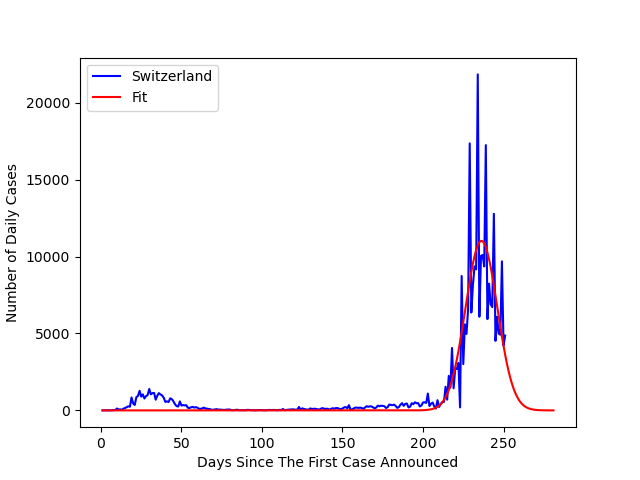 Switzerland
Fit
20000
15000
10000
5000
0
Number of Daily Cases
0 50 100 150 200 250
Days Since The First Case Announced